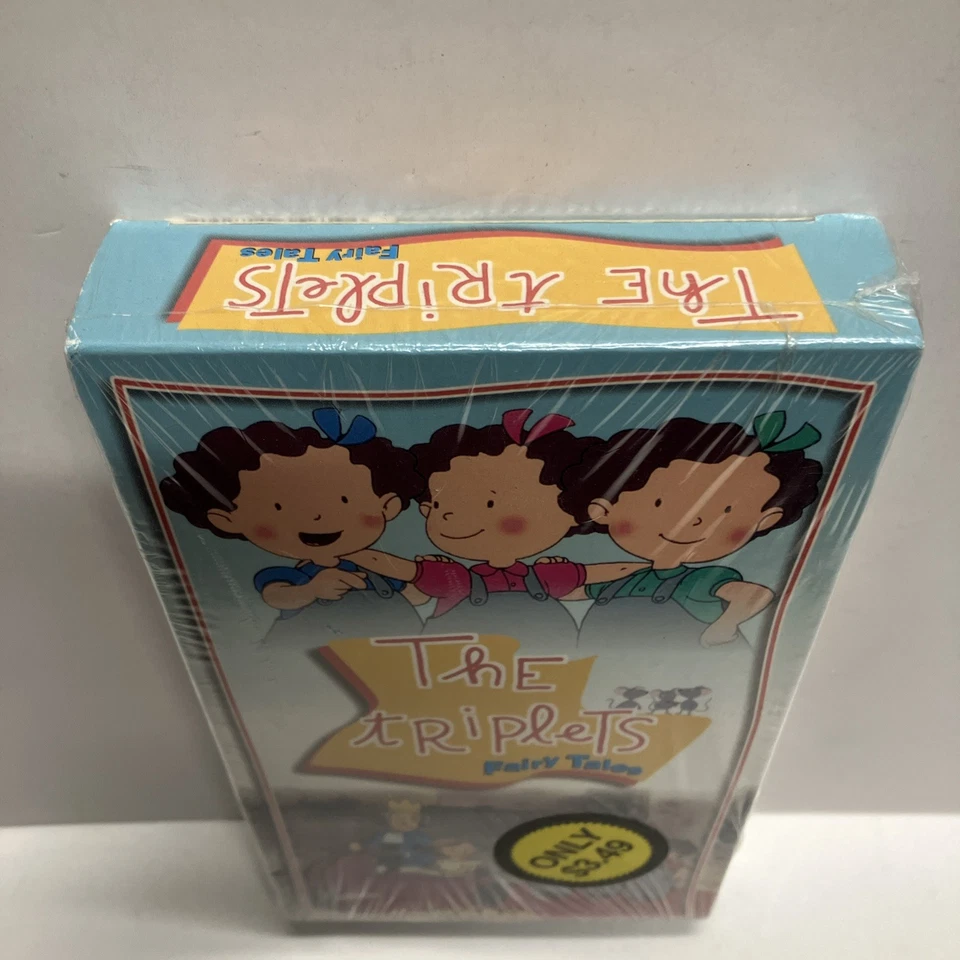 The tRiPleTS
Fairy Tales
The
tRiPleTS
Fairy Tales
ONLY
$3.49